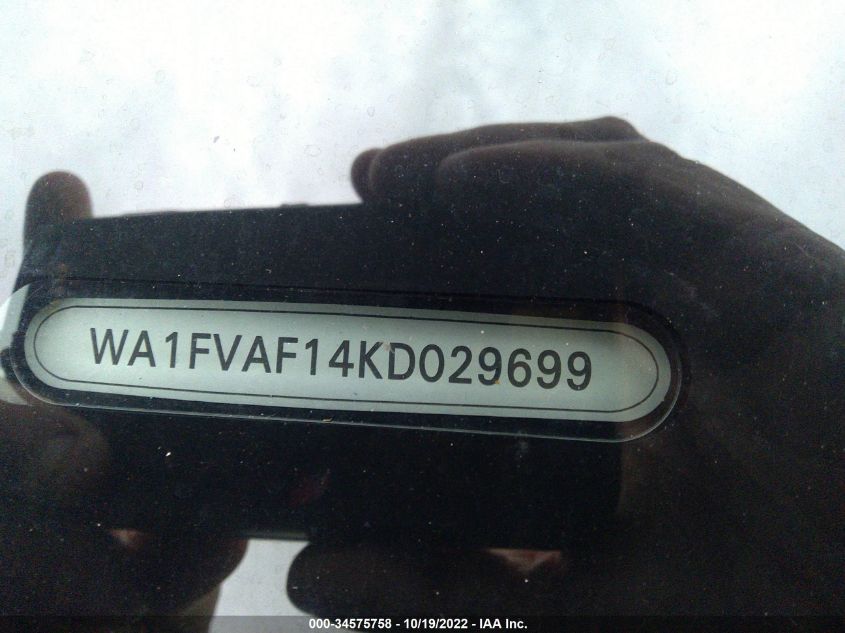 WA1FVAF14KD029699
000-34575758 - 10/19/2022 - IAA Inc.